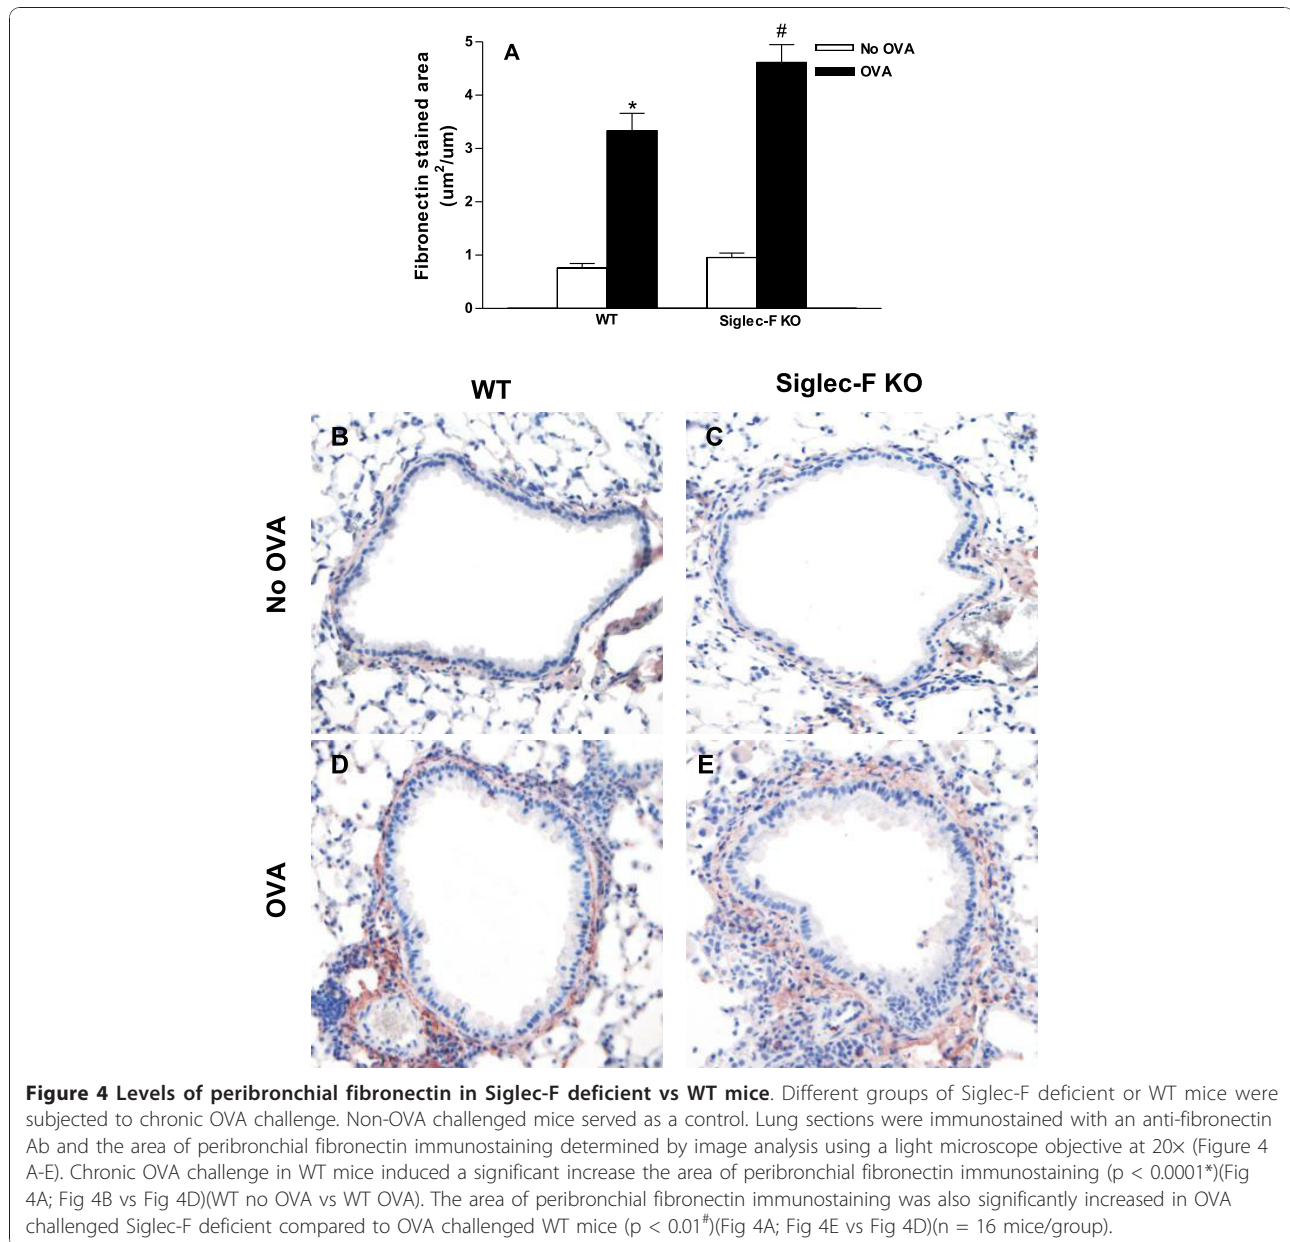 A
No OVA
OVA
#
*
5
4
3
2
1
0
Fibronectin stained area
(um²/um)
WT
Siglec-F KO
WT
Siglec-F KO
No OVA
B
C
OVA
D
E
Figure 4 Levels of peribronchial fibronectin in Siglec-F deficient vs WT mice. Different groups of Siglec-F deficient or WT mice were
subjected to chronic OVA challenge. Non-OVA challenged mice served as a control. Lung sections were immunostained with an anti-fibronectin
Ab and the area of peribronchial fibronectin immunostaining determined by image analysis using a light microscope objective at 20× (Figure 4
A-E). Chronic OVA challenge in WT mice induced a significant increase the area of peribronchial fibronectin immunostaining (p < 0.0001*)(Fig
4A; Fig 4B vs Fig 4D)(WT no OVA vs WT OVA). The area of peribronchial fibronectin immunostaining was also significantly increased in OVA
challenged Siglec-F deficient compared to OVA challenged WT mice (p < 0.01#)(Fig 4A; Fig 4E vs Fig 4D)(n = 16 mice/group).